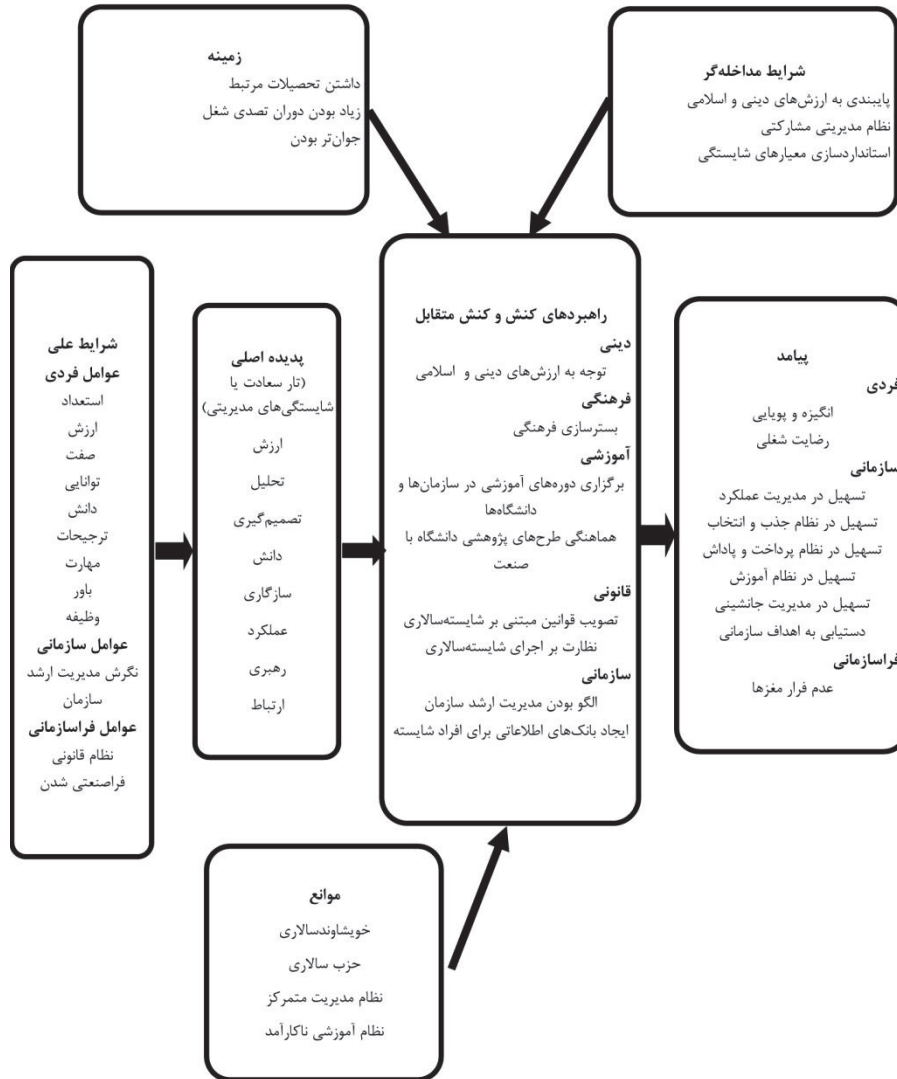 زمینه
داشتن تحصیلات مرتبط
زیاد بودن دوران تصدی شغل
جوان‌تر بودن
شرایط مداخله‌گر
پایبندی به ارزش‌های دینی و اسلامی
نظام مدیریتی مشارکتی
استانداردسازی معیارهای شایستگی
شرایط علی
عوامل فردی
استعداد
ارزش
صفت
توانایی
دانش
ترجیحات
مهارت
باور
وظیفه
عوامل سازمانی
نگرش مدیریت ارشد
سازمان
عوامل فراسازمانی
نظام قانونی
فراصنعتی شدن
پدیده اصلی
(تار سعادت یا
شایستگی‌های مدیریتی)
ارزش
تحلیل
تصمیم‌گیری
دانش
سازگاری
عملکرد
رهبری
ارتباط
راهبردهای کنش و کنش متقابل
دینی
توجه به ارزش‌های دینی و اسلامی
فرهنگی
بسترسازی فرهنگی
آموزشی
برگزاری دوره‌های آموزشی در سازمان‌ها و
دانشگاه‌ها
هماهنگی طرح‌های پژوهشی دانشگاه با
صنعت
قانونی
تصویب قوانین مبتنی بر شایسته‌سالاری
نظارت بر اجرای شایسته‌سالاری
سازمانی
الگو بودن مدیریت ارشد سازمان
ایجاد بانک‌های اطلاعاتی برای افراد شایسته
پیامد
فردی
انگیزه و پویایی
رضایت شغلی
سازمانی
تسهیل در مدیریت عملکرد
تسهیل در نظام جذب و انتخاب
تسهیل در نظام پرداخت و پاداش
تسهیل در نظام آموزش
تسهیل در مدیریت جانشینی
دستیابی به اهداف سازمانی
فراسازمانی
عدم فرار مغزها
موانع
خویشاوندسالاری
حزب سالاری
نظام مدیریت متمرکز
نظام آموزشی ناکارآمد